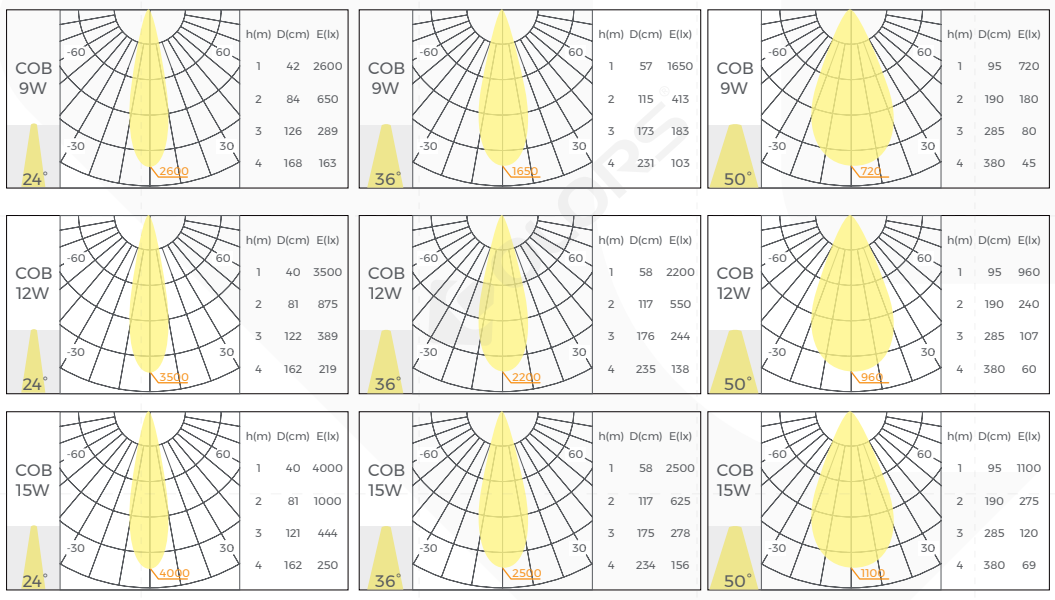 COB
9W
24°
-60
60
-30
30
2600
h(m) D(cm) E(lx)
1 42 2600
2 84 650
3 126 289
4 168 163
COB
9W
36°
-60
60
-30
30
1650
h(m) D(cm) E(lx)
1 57 1650
2 115 413
3 173 183
4 231 103
COB
9W
50°
-60
60
-30
30
720
h(m) D(cm) E(lx)
1 95 720
2 190 180
3 285 80
4 380 45
COB
12W
24°
-60
60
-30
30
3500
h(m) D(cm) E(lx)
1 40 3500
2 81 875
3 122 389
4 162 219
COB
12W
36°
-60
60
-30
30
2200
h(m) D(cm) E(lx)
1 58 2200
2 117 550
3 176 244
4 235 138
COB
12W
50°
-60
60
-30
30
960
h(m) D(cm) E(lx)
1 95 960
2 190 240
3 285 107
4 380 60
COB
15W
24°
-60
60
-30
30
4000
h(m) D(cm) E(lx)
1 40 4000
2 81 1000
3 121 444
4 162 250
COB
15W
36°
-60
60
-30
30
2500
h(m) D(cm) E(lx)
1 58 2500
2 117 625
3 175 278
4 234 156
COB
15W
50°
-60
60
-30
30
1100
h(m) D(cm) E(lx)
1 95 1100
2 190 275
3 285 120
4 380 69